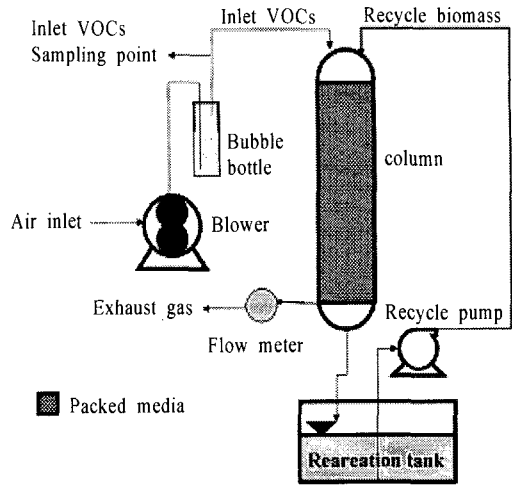 Inlet VOCs
Recycle biomass
Inlet VOCs
Sampling point
Bubble
bottle
column
Air inlet
Blower
Exhaust gas
Recycle pump
Flow meter
Packed media
Reareation tank